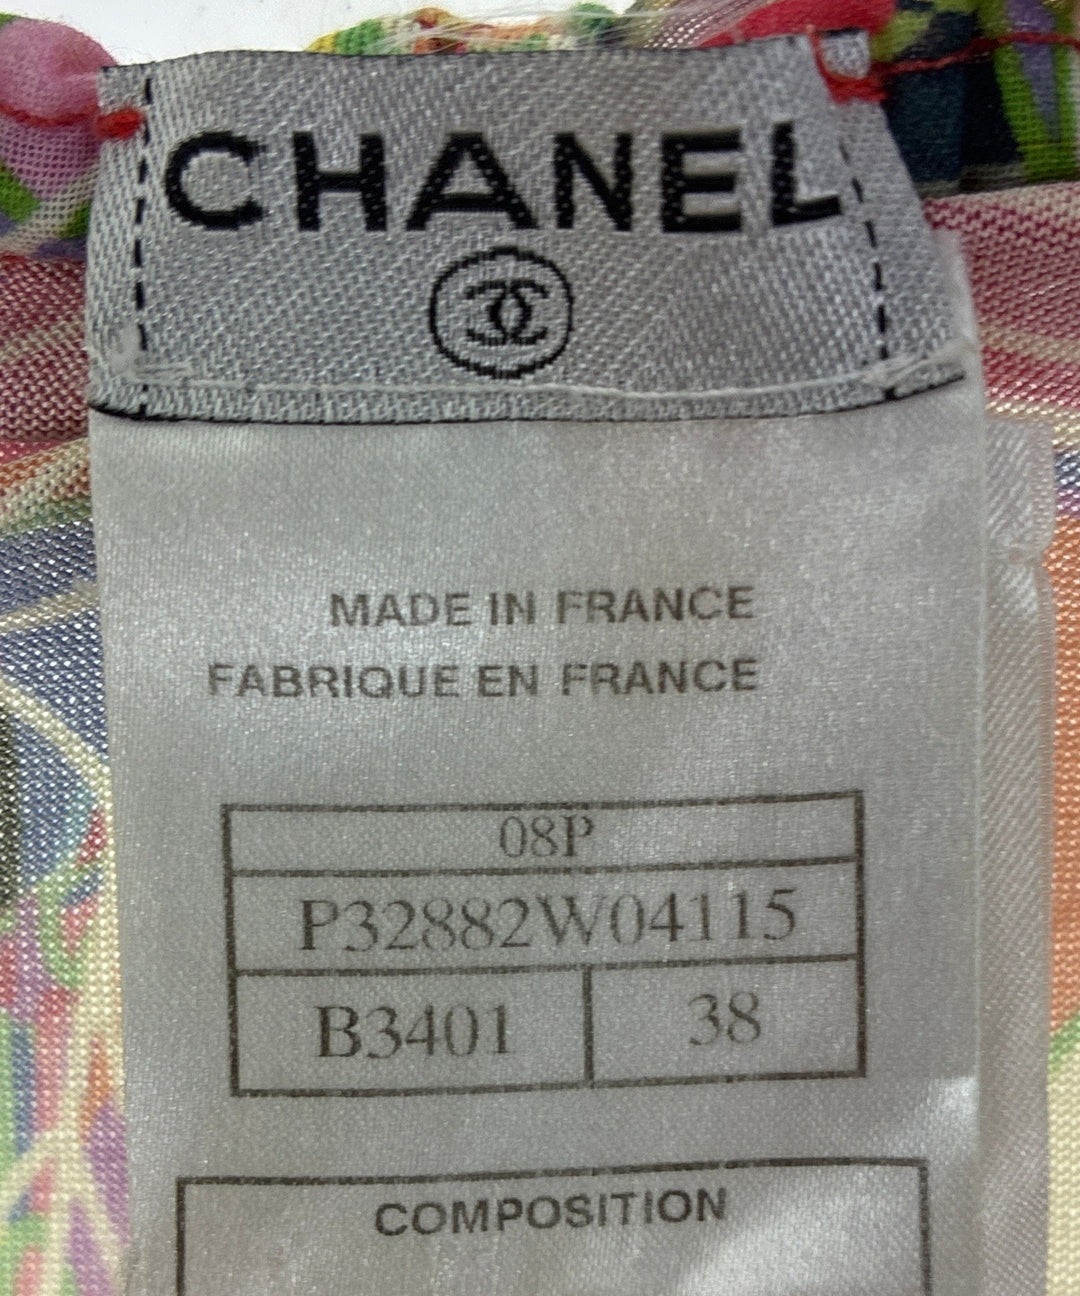 CHANEL
MADE IN FRANCE
FABRIQUE EN FRANCE
08P
P32882W04115
B3401 38
COMPOSITION